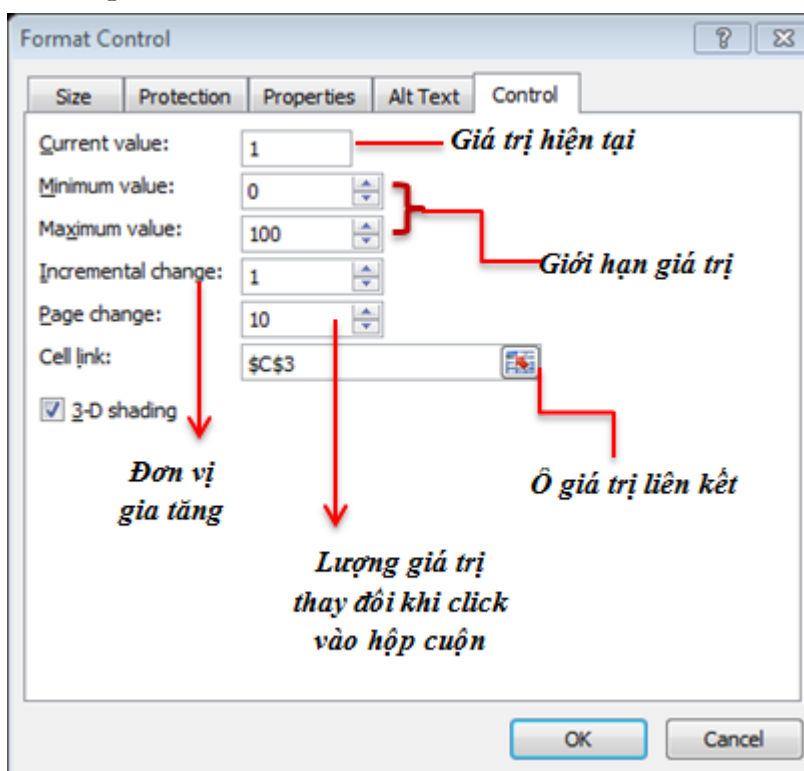 Format Control
Size Protection Properties Alt Text Control
Current value: 1 Giá trị hiện tại
Minimum value: 0
Maximum value: 100
Giới hạn giá trị
Incremental change: 1
Page change: 10
Cell link: $C$3
3-D shading
Đơn vị
gia tăng
Ô giá trị liên kết
Lượng giá trị
thay đổi khi click
vào hộp cuộn
OK Cancel